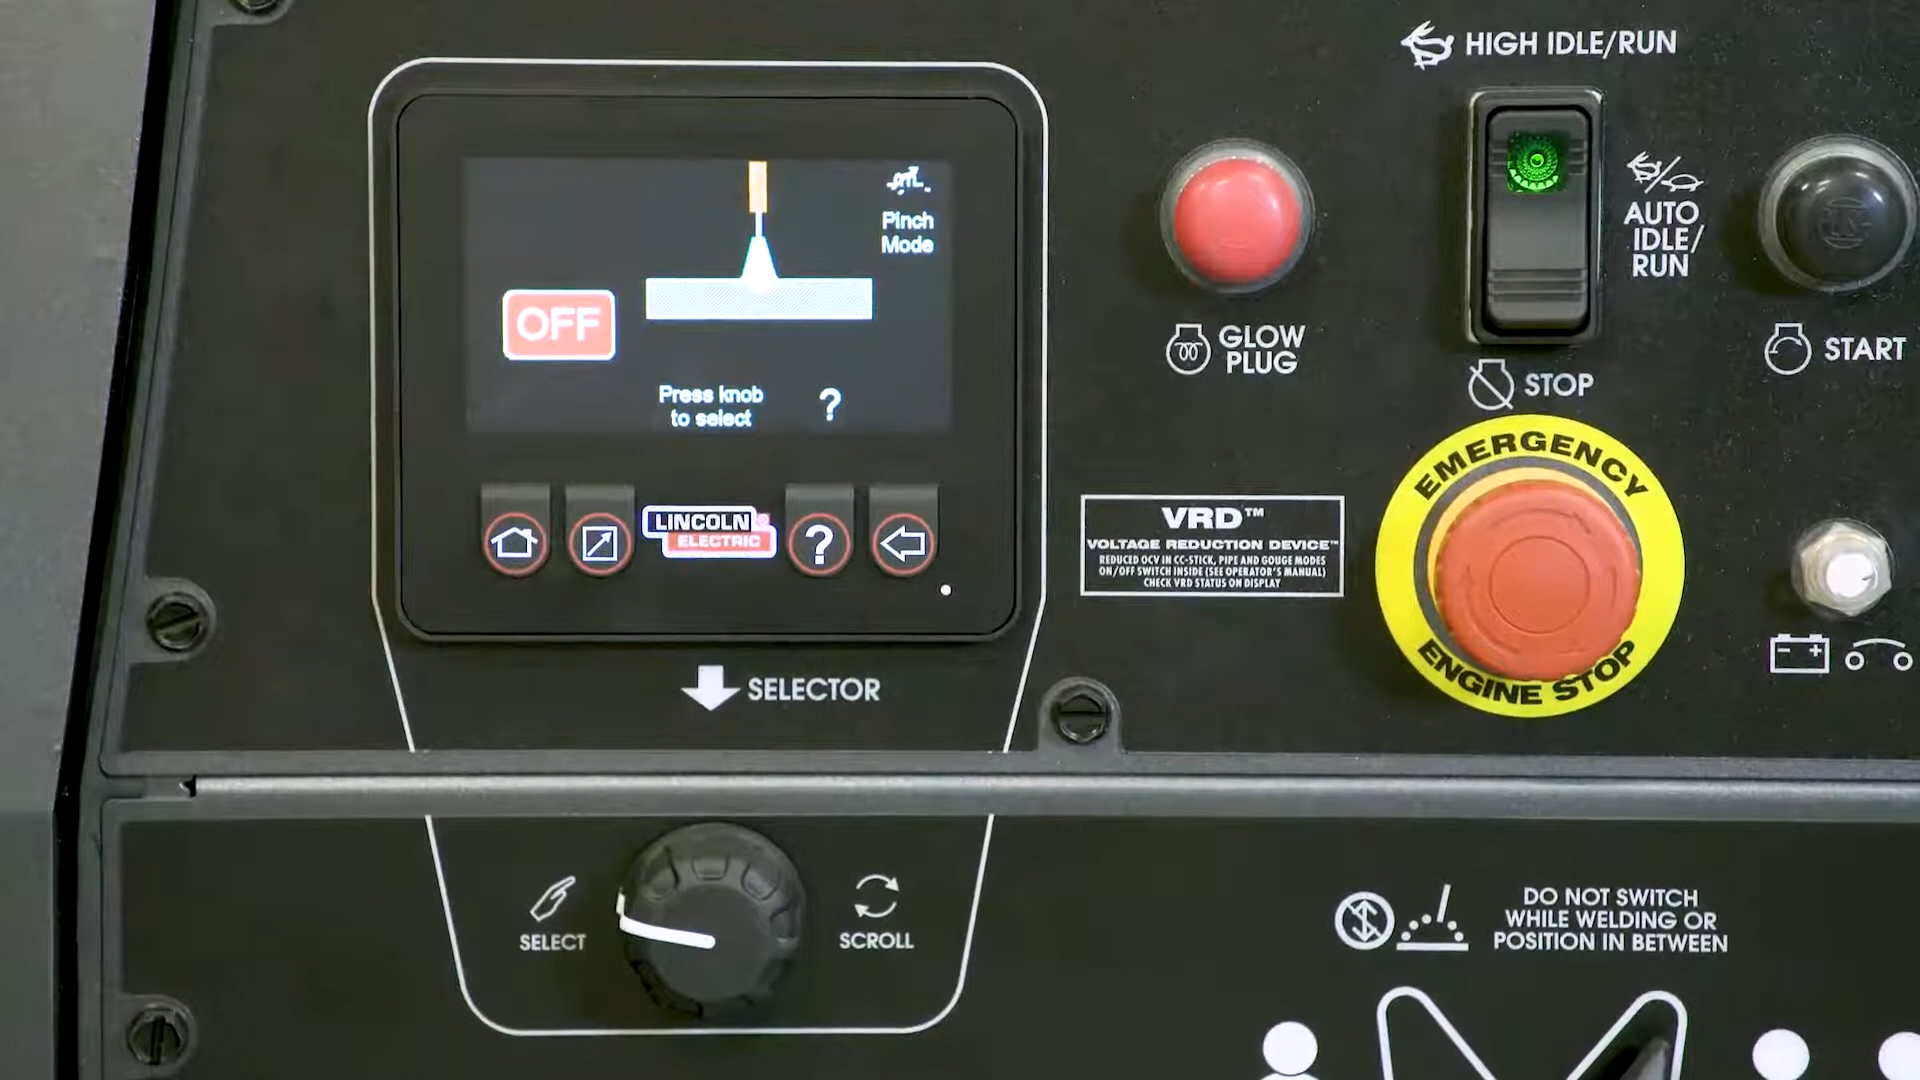 HIGH IDLE/RUN
Pinch
Mode
OFF
Press knob
to select
?
LINCOLN
ELECTRIC
?
SELECTOR
SELECT
SCROLL
GLOW
PLUG
AUTO
IDLE/
RUN
STOP
START
EMERGENCY
ENGINE STOP
VRD™
VOLTAGE REDUCTION DEVICE™
REDUCED OCV IN CC-STICK, PIPE AND GOUGE MODES
ON/OFF SWITCH INSIDE (SEE OPERATOR'S MANUAL)
CHECK VRD STATUS ON DISPLAY
- +
DO NOT SWITCH
WHILE WELDING OR
POSITION IN BETWEEN